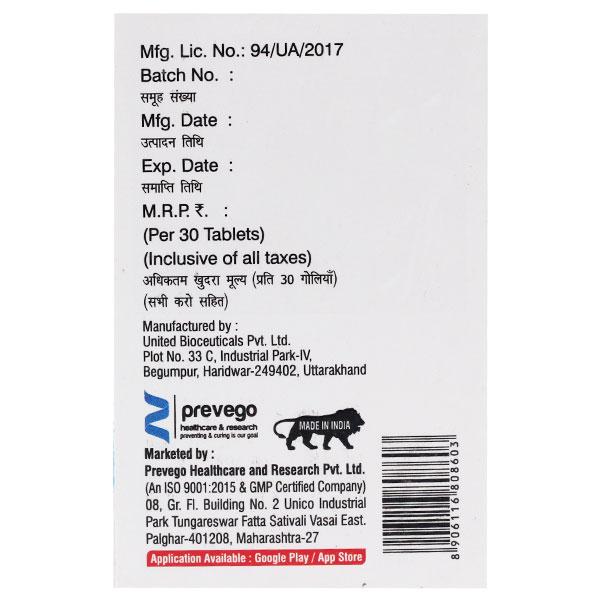 Mfg. Lic. No.: 94/UA/2017
Batch No. :
समूह संख्या
Mfg. Date :
उत्पादन तिथि
Exp. Date :
समाप्ति तिथि
M.R.P. ₹. :
(Per 30 Tablets)
(Inclusive of all taxes)
अधिकतम खुदरा मूल्य (प्रति 30 गोलियाँ)
(सभी करो सहित)
Manufactured by :
United Bioceuticals Pvt. Ltd.
Plot No. 33 C, Industrial Park-IV,
Begumpur, Haridwar-249402, Uttarakhand
prevego
healthcare & research
preventing & curing is our goal
MADE IN INDIA
Marketed by :
Prevego Healthcare and Research Pvt. Ltd.
(An ISO 9001:2015 & GMP Certified Company)
08, Gr. Fl. Building No. 2 Unico Industrial
Park Tungareswar Fatta Sativali Vasai East.
Palghar-401208, Maharashtra-27
Application Available : Google Play / App Store
8 906116 808603